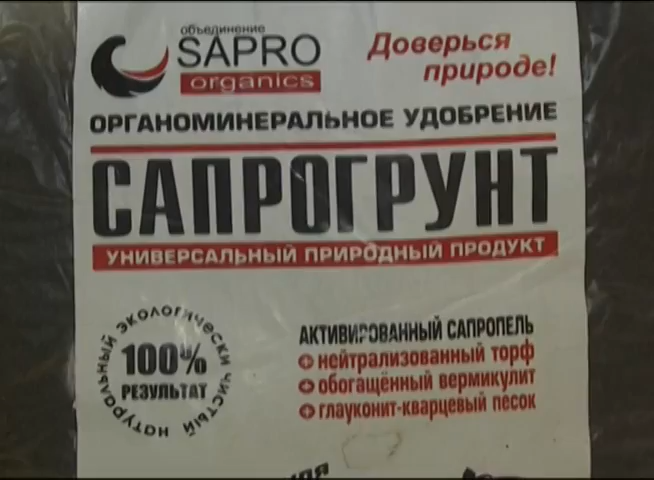 объединение
SAPRO
organics
Доверься
природе!
ОРГАНОМИНЕРАЛЬНОЕ УДОБРЕНИЕ
САПРОГРУНТ
УНИВЕРСАЛЬНЫЙ ПРИРОДНЫЙ ПРОДУКТ
ЭКОЛОГИЧЕСКИ ЧИСТЫЙ И НАТУРАЛЬНЫЙ
100%
РЕЗУЛЬТАТ
АКТИВИРОВАННЫЙ САПРОПЕЛЬ
нейтрализованный торф
обогащённый вермикулит
глауконит-кварцевый песок